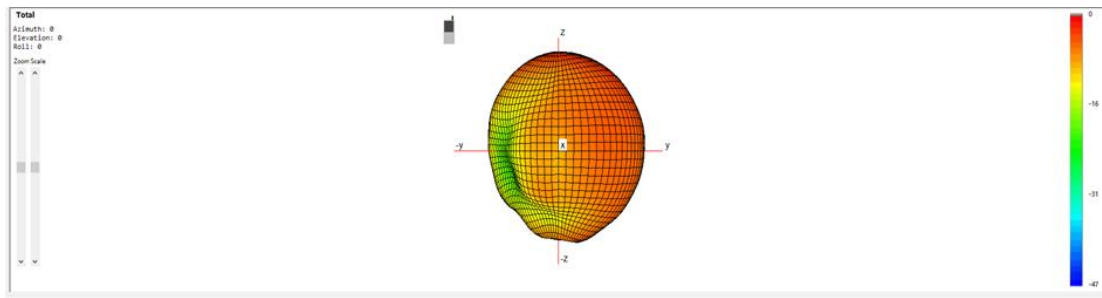 Total
Azimuth: 0
Elevation: 0
Roll: 0
Zoom Scale
Z
-y
x
y
-Z
0
-16
-31
-47